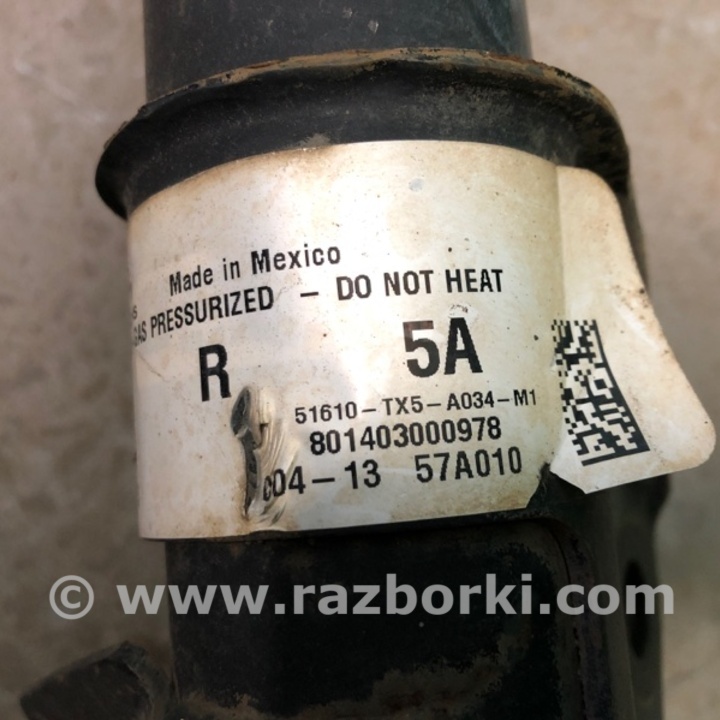 Made in Mexico
GAS PRESSURIZED – DO NOT HEAT
R 5A
51610–TX5–A034–M1
801403000978
004–13 57A010
© www.razborki.com